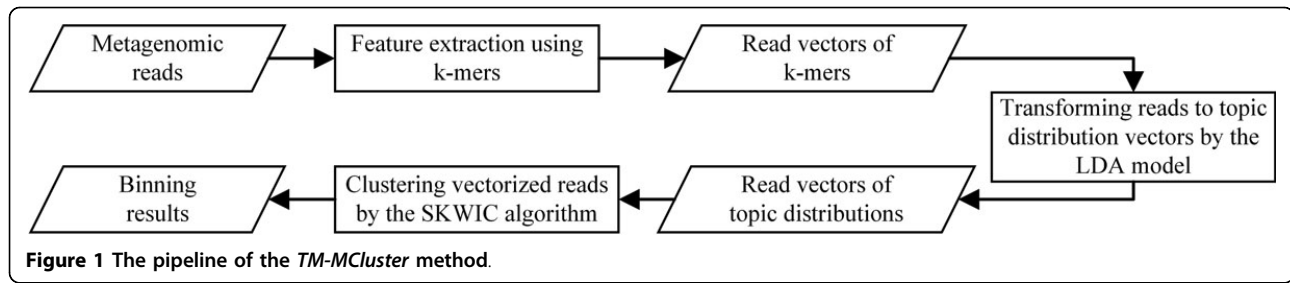 Metagenomic
reads
Feature extraction using
k-mers
Read vectors of
k-mers
Transforming reads to topic
distribution vectors by the
LDA model
Read vectors of
topic distributions
Clustering vectorized reads
by the SKWIC algorithm
Binning
results
Figure 1 The pipeline of the TM-MCluster method.